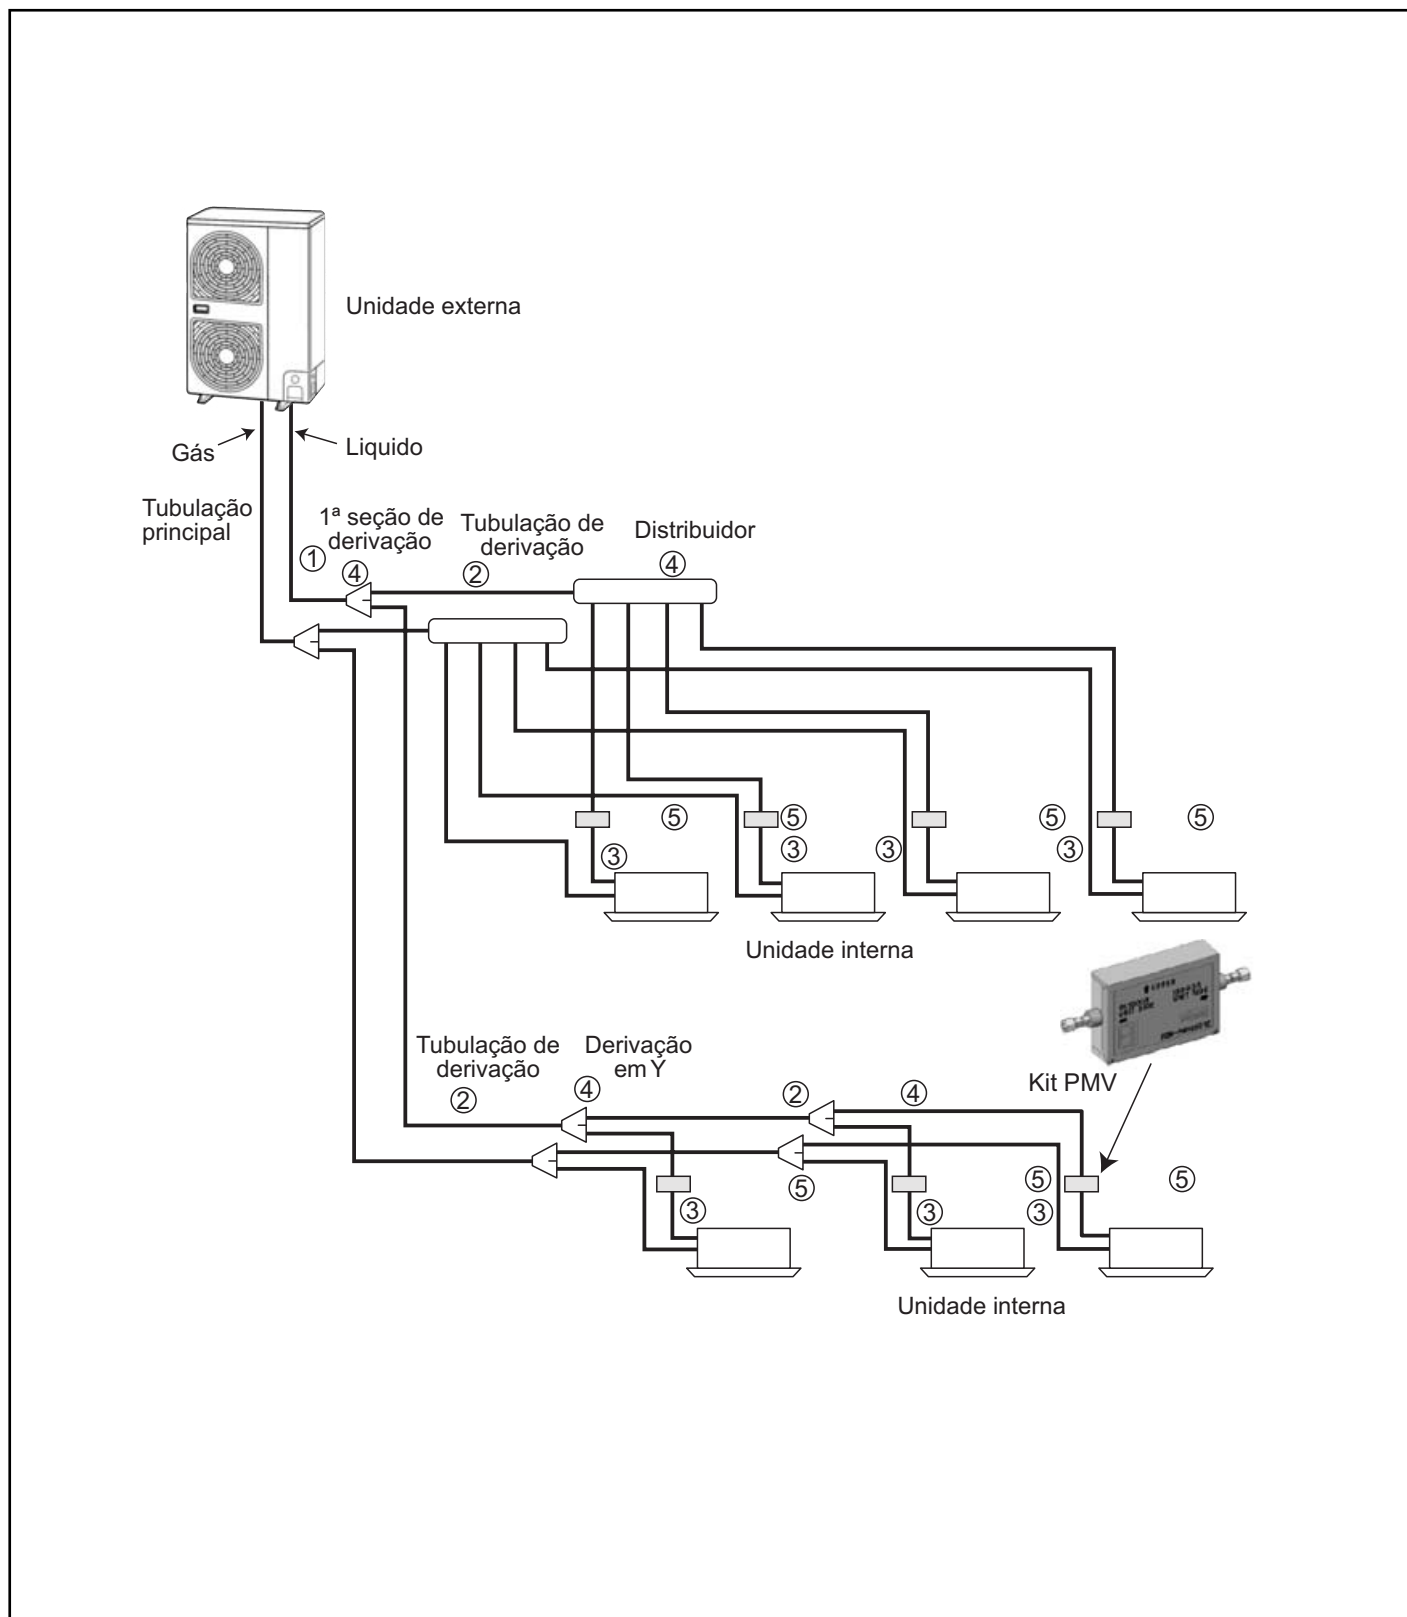 Unidade externa
Gás
Liquido
Tubulação
principal
1ª seção de
derivação
Tubulação de
derivação
Distribuidor
①
④
②
④
⑤
⑤
⑤
⑤
③
③
③
③
Unidade interna
Tubulação de
derivação
②
Derivação
em Y
④
②
④
Kit PMV
⑤
⑤
⑤
③
③
③
Unidade interna